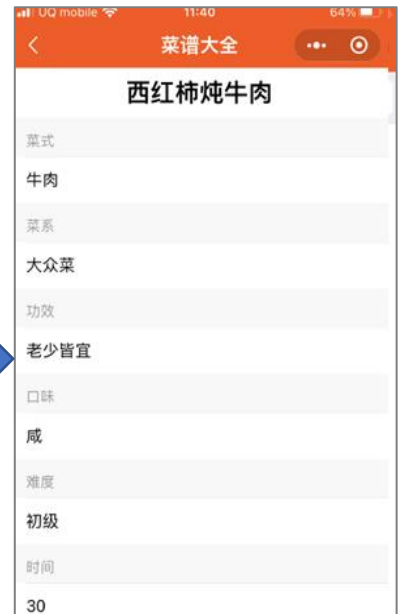 UQ mobile 11:40 64%
菜谱大全
西红柿炖牛肉
菜式
牛肉
菜系
大众菜
功效
老少皆宜
口味
咸
难度
初级
时间
30